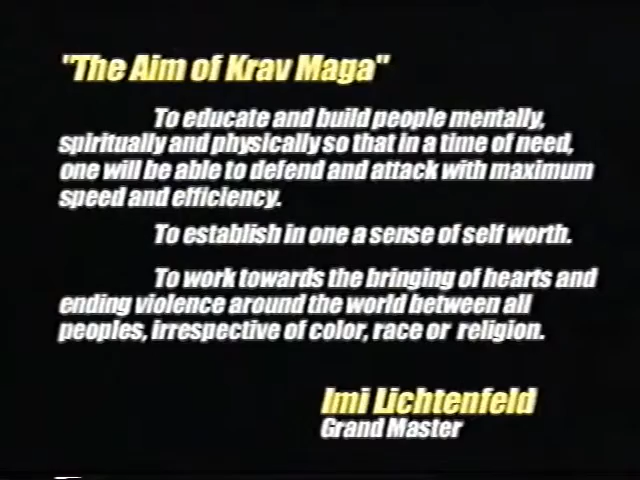 "The Aim of Krav Maga"
To educate and build people mentally,
spiritually and physically so that in a time of need,
one will be able to defend and attack with maximum
speed and efficiency.
To establish in one a sense of self worth.
To work towards the bringing of hearts and
ending violence around the world between all
peoples, irrespective of color, race or religion.
Imi Lichtenfeld
Grand Master